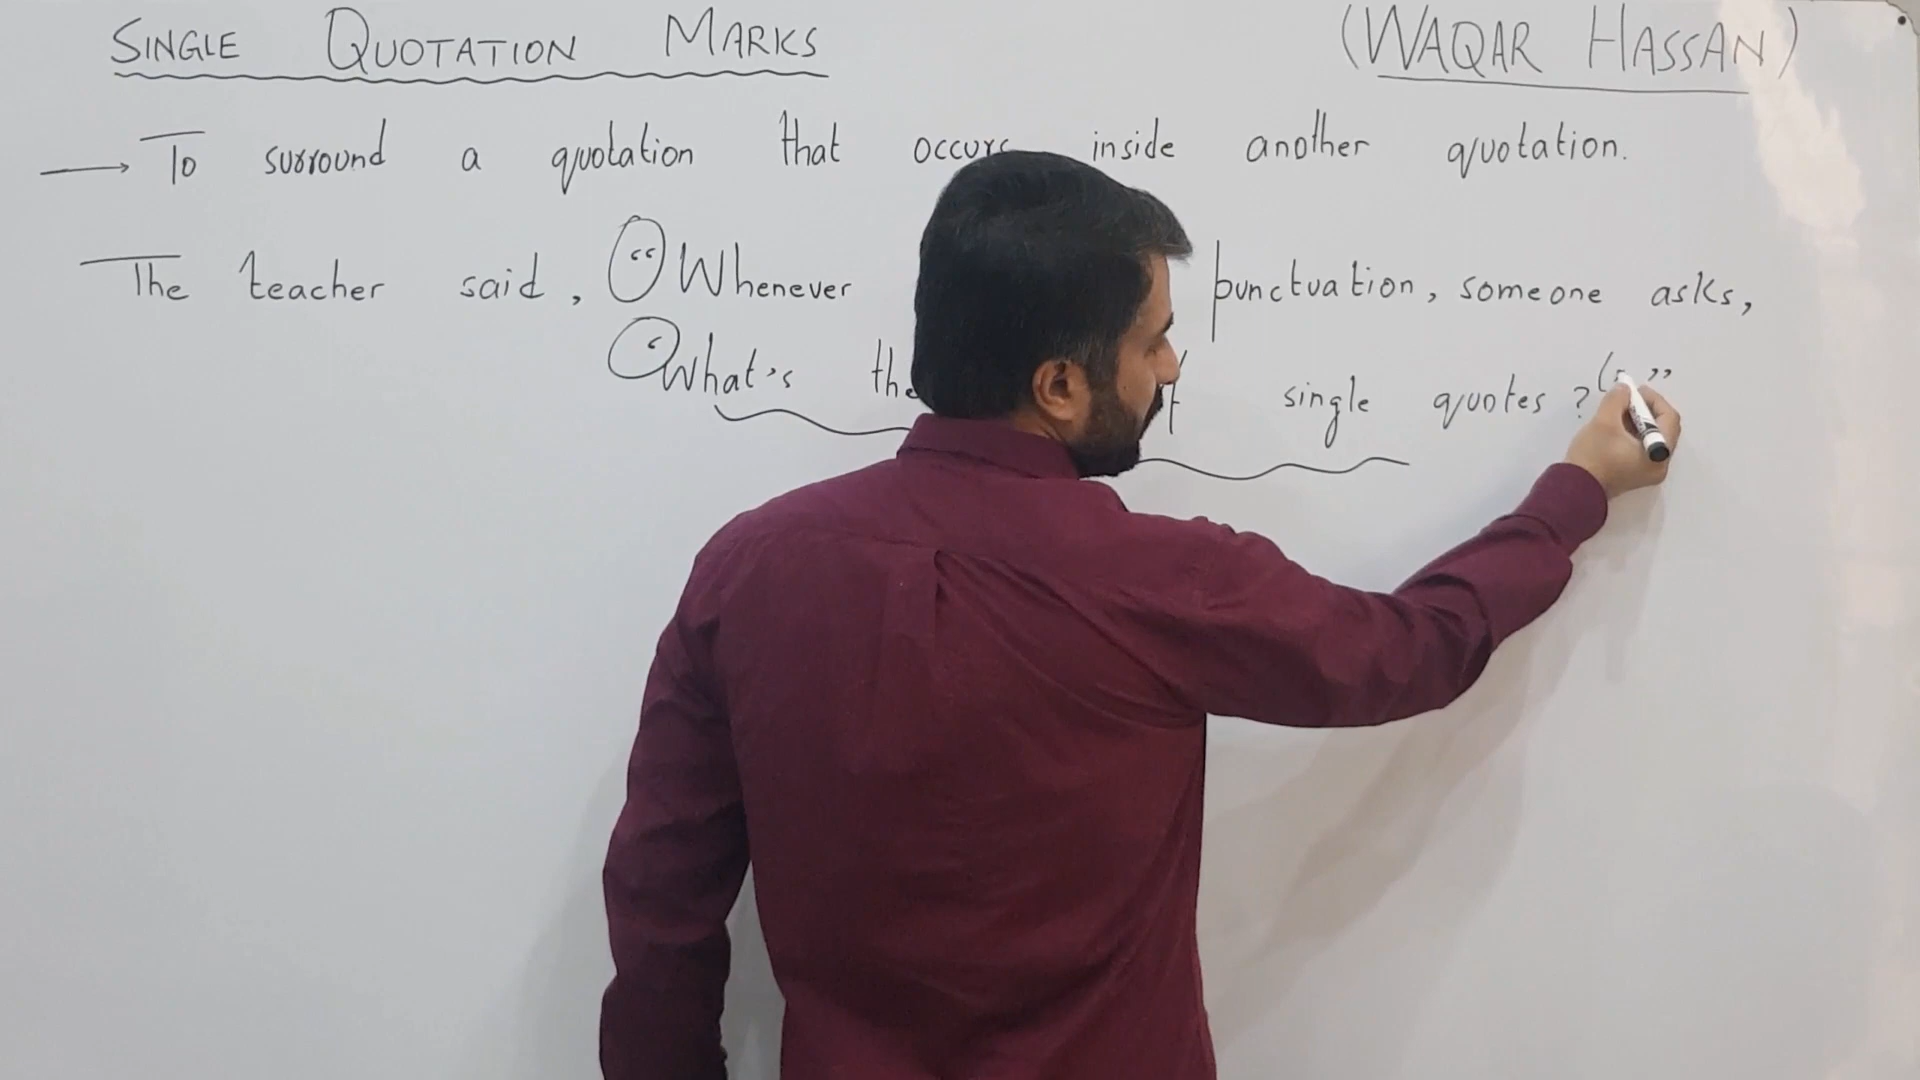 SINGLE QUOTATION MARKS (WAQAR HASSAN)
To surround a quotation that occurs inside another quotation.
The teacher said, “Whenever punctuation, someone asks,
‘What's the single quotes ?’”